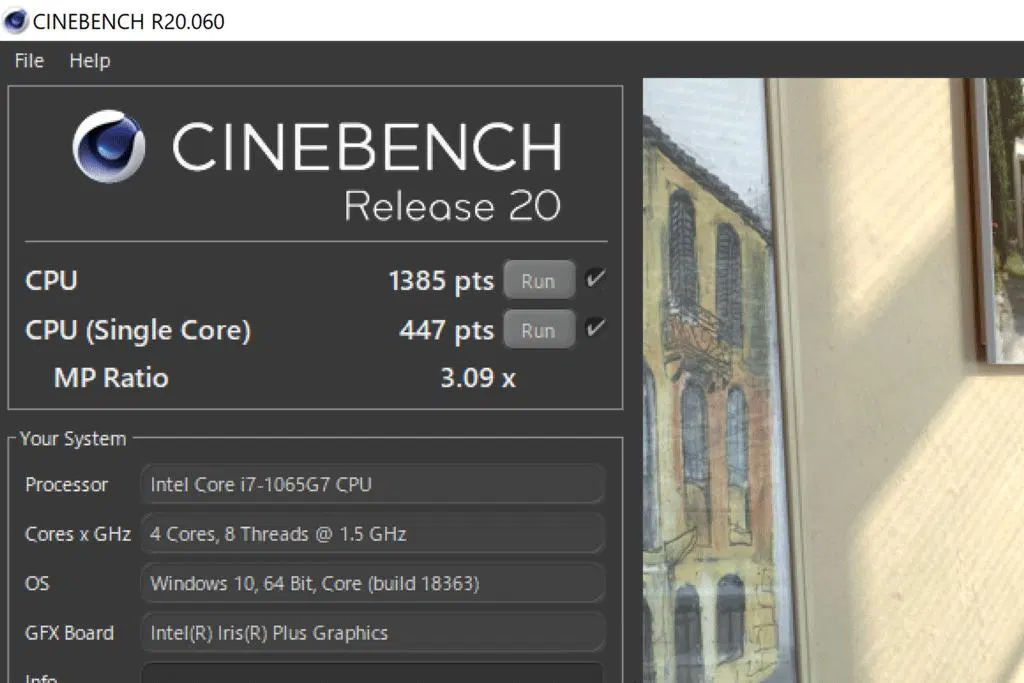 CINEBENCH R20.060
File Help
CINEBENCH
Release 20
CPU 1385 pts Run
CPU (Single Core) 447 pts Run
MP Ratio 3.09 x
Your System
Processor Intel Core i7-1065G7 CPU
Cores x GHz 4 Cores, 8 Threads @ 1.5 GHz
OS Windows 10, 64 Bit, Core (build 18363)
GFX Board Intel(R) Iris(R) Plus Graphics
Info